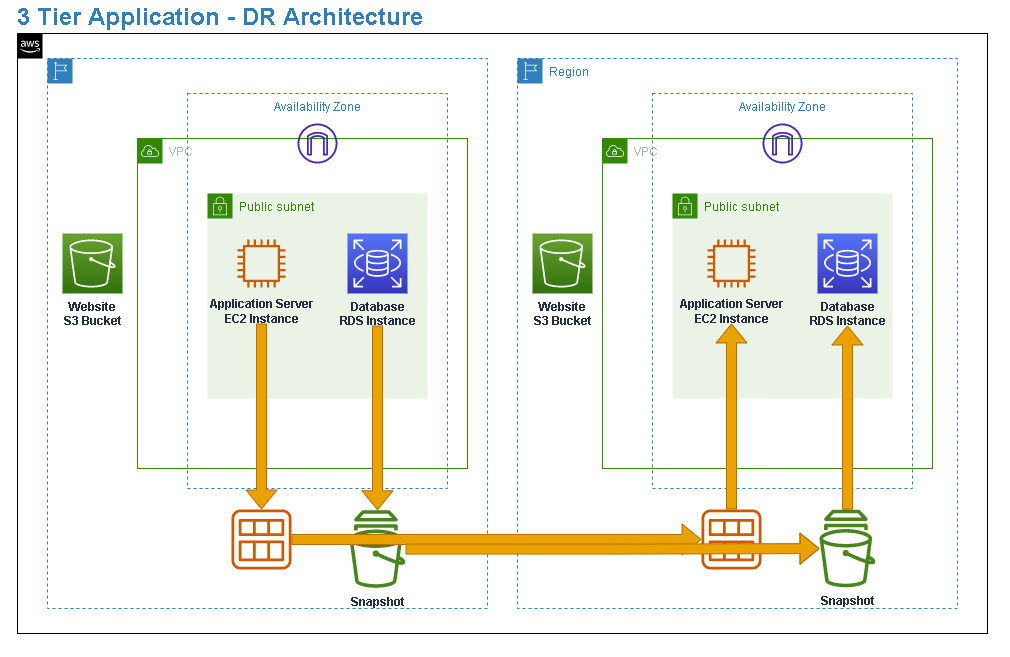 3 Tier Application - DR Architecture
aws
Region
Availability Zone
Availability Zone
VPC
VPC
Public subnet
Public subnet
Website
S3 Bucket
Application Server
EC2 Instance
Database
RDS Instance
Website
S3 Bucket
Application Server
EC2 Instance
Database
RDS Instance
Snapshot
Snapshot